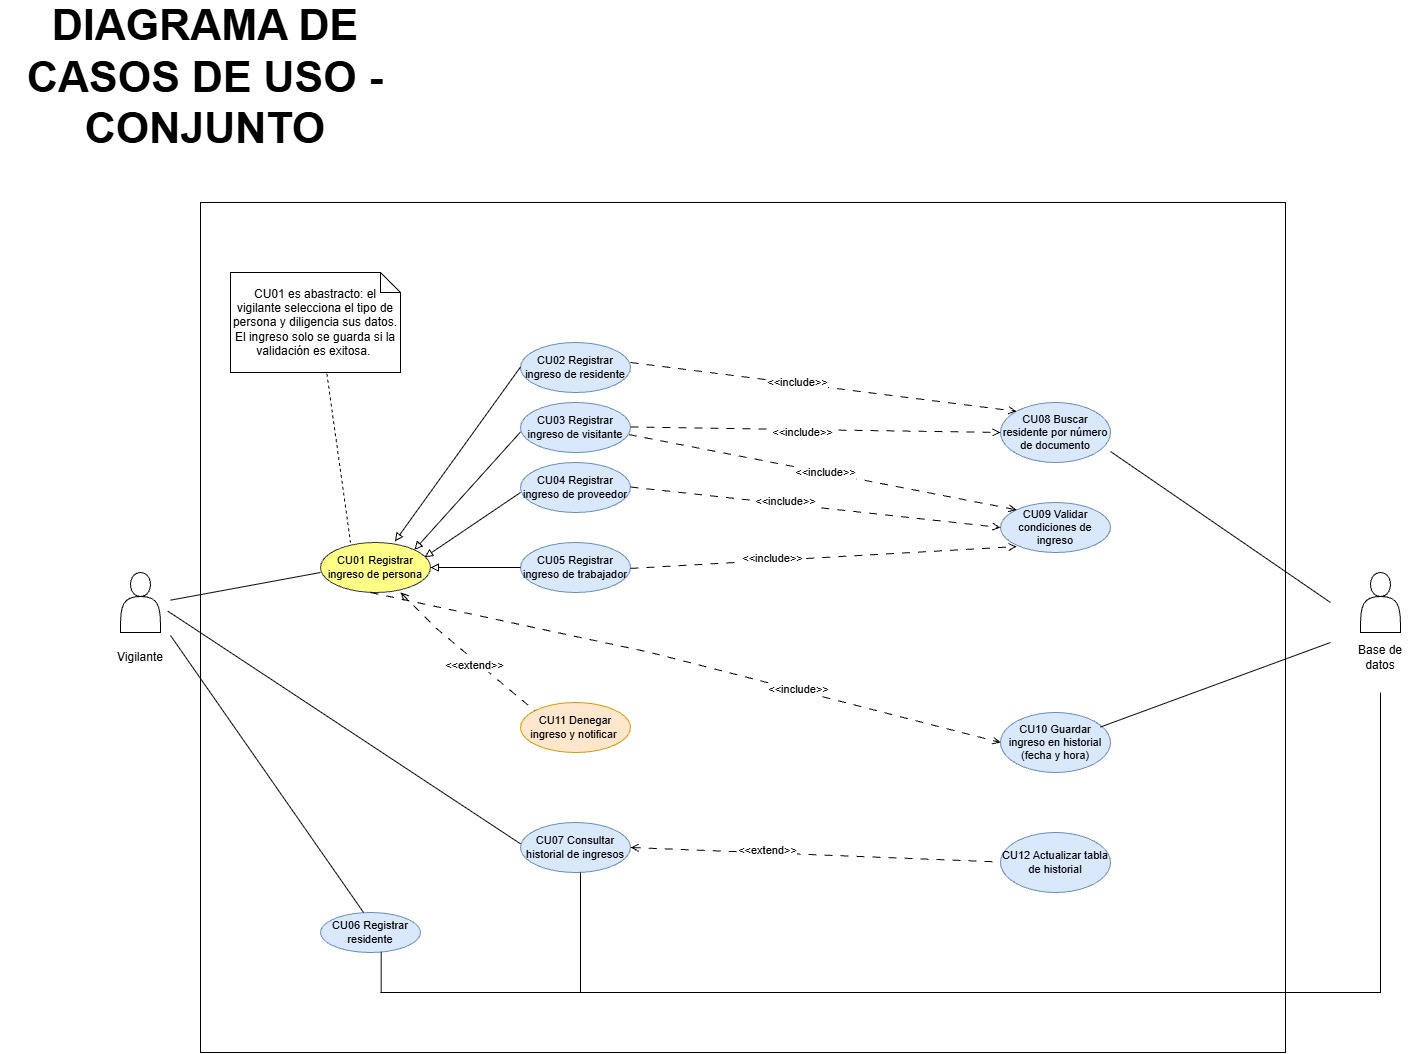 DIAGRAMA DE
CASOS DE USO -
CONJUNTO
CU01 es abastracto: el
vigilante selecciona el tipo de
persona y diligencia sus datos.
El ingreso solo se guarda si la
validación es exitosa.
CU02 Registrar
ingreso de residente
<<include>>
CU03 Registrar
ingreso de visitante
<<include>>
CU08 Buscar
residente por número
de documento
<<include>>
CU04 Registrar
ingreso de proveedor
<<include>>
CU09 Validar
condiciones de
ingreso
CU01 Registrar
ingreso de persona
CU05 Registrar
ingreso de trabajador
<<include>>
Vigilante
Base de
datos
<<extend>>
<<include>>
CU11 Denegar
ingreso y notificar
CU10 Guardar
ingreso en historial
(fecha y hora)
CU07 Consultar
historial de ingresos
<<extend>>
CU12 Actualizar tabla
de historial
CU06 Registrar
residente